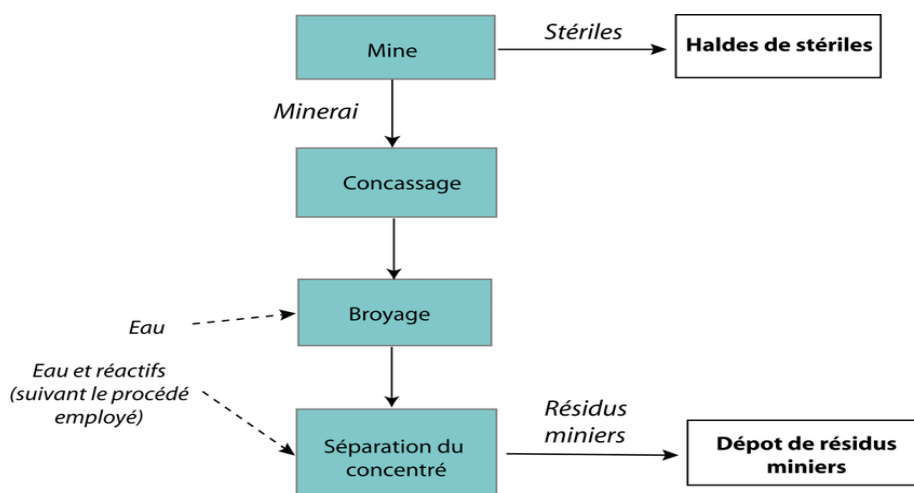 Mine
Stériles
Haldes de stériles
Minerai
Concassage
Eau
Broyage
Eau et réactifs
(suivant le procédé
employé)
Séparation du
concentré
Résidus
miniers
Dépot de résidus
miniers